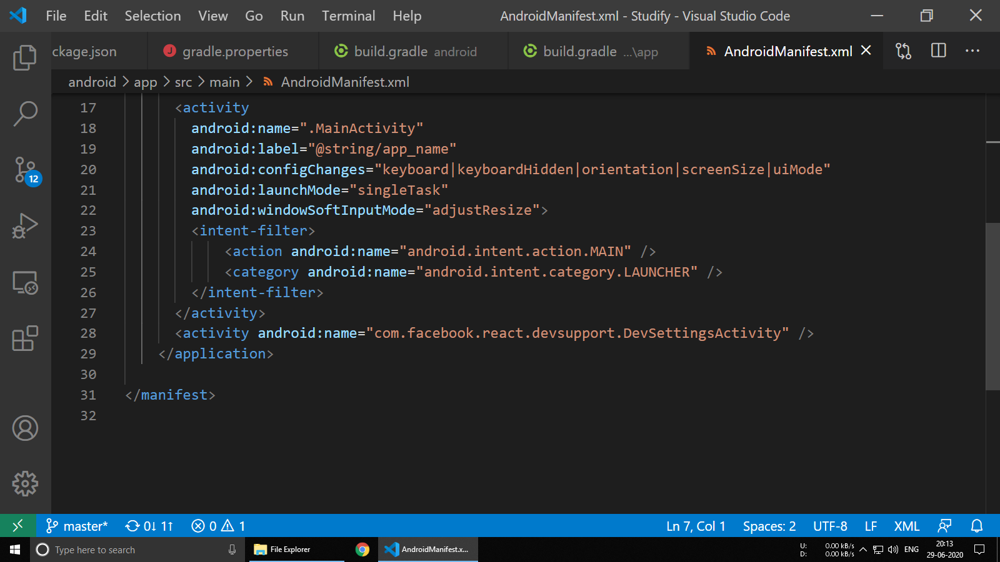 File Edit Selection View Go Run Terminal Help AndroidManifest.xml - Studify - Visual Studio Code
ckage.json gradle.properties build.gradle android build.gradle ...\app AndroidManifest.xml
android > app > src > main > AndroidManifest.xml
17 <activity
18 android:name=".MainActivity"
19 android:label="@string/app_name"
20 android:configChanges="keyboard|keyboardHidden|orientation|screenSize|uiMode"
21 android:launchMode="singleTask"
22 android:windowSoftInputMode="adjustResize">
23 <intent-filter>
24 <action android:name="android.intent.action.MAIN" />
25 <category android:name="android.intent.category.LAUNCHER" />
26 </intent-filter>
27 </activity>
28 <activity android:name="com.facebook.react.devsupport.DevSettingsActivity" />
29 </application>
30
31 </manifest>
32
12
master* 0↓ 1↑ 0 1 Ln 7, Col 1 Spaces: 2 UTF-8 LF XML
Type here to search File Explorer AndroidManifest.x... U: 0.00 kB/s ENG 20:13
D: 0.00 kB/s 29-06-2020